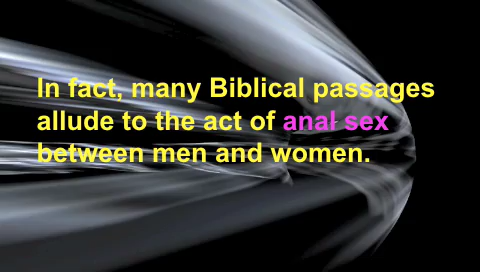 In fact, many Biblical passages
allude to the act of anal sex
between men and women.